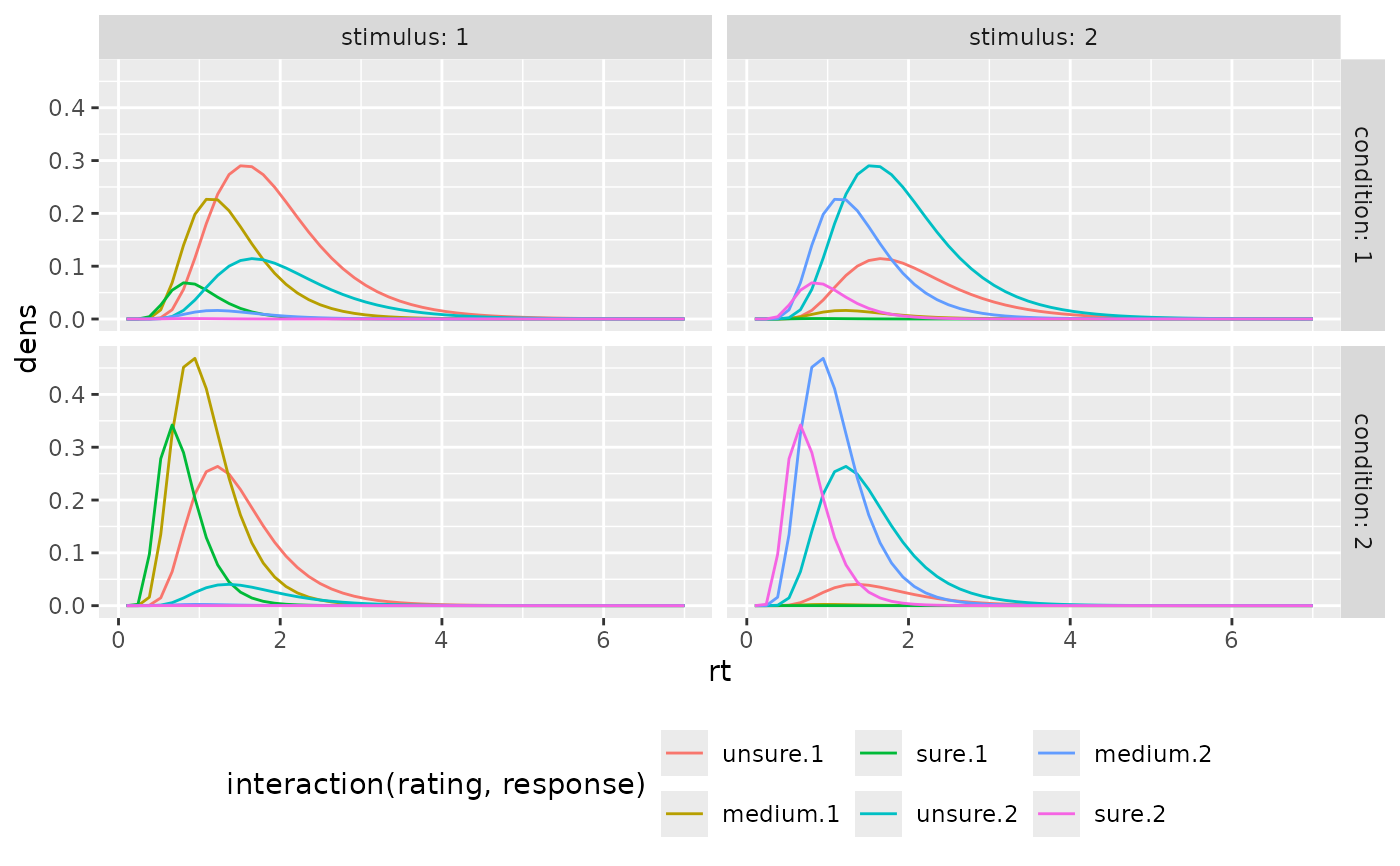 stimulus: 1
stimulus: 2
0.4
0.3
0.2
0.1
0.0
condition: 1
dens
0.4
0.3
0.2
0.1
0.0
condition: 2
0 2 4 6
0 2 4 6
rt
interaction(rating, response)
unsure.1
sure.1
medium.2
medium.1
unsure.2
sure.2